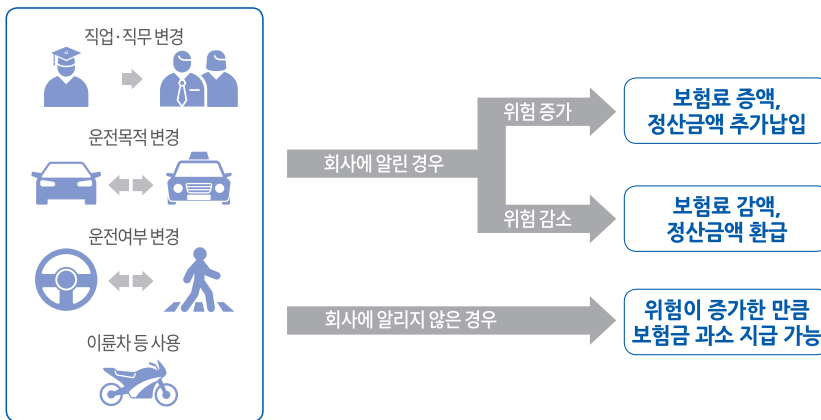 직업·직무 변경
운전목적 변경
운전여부 변경
이륜차 등 사용
회사에 알린 경우
위험 증가
보험료 증액,
정산금액 추가납입
위험 감소
보험료 감액,
정산금액 환급
회사에 알리지 않은 경우
위험이 증가한 만큼
보험금 과소 지급 가능